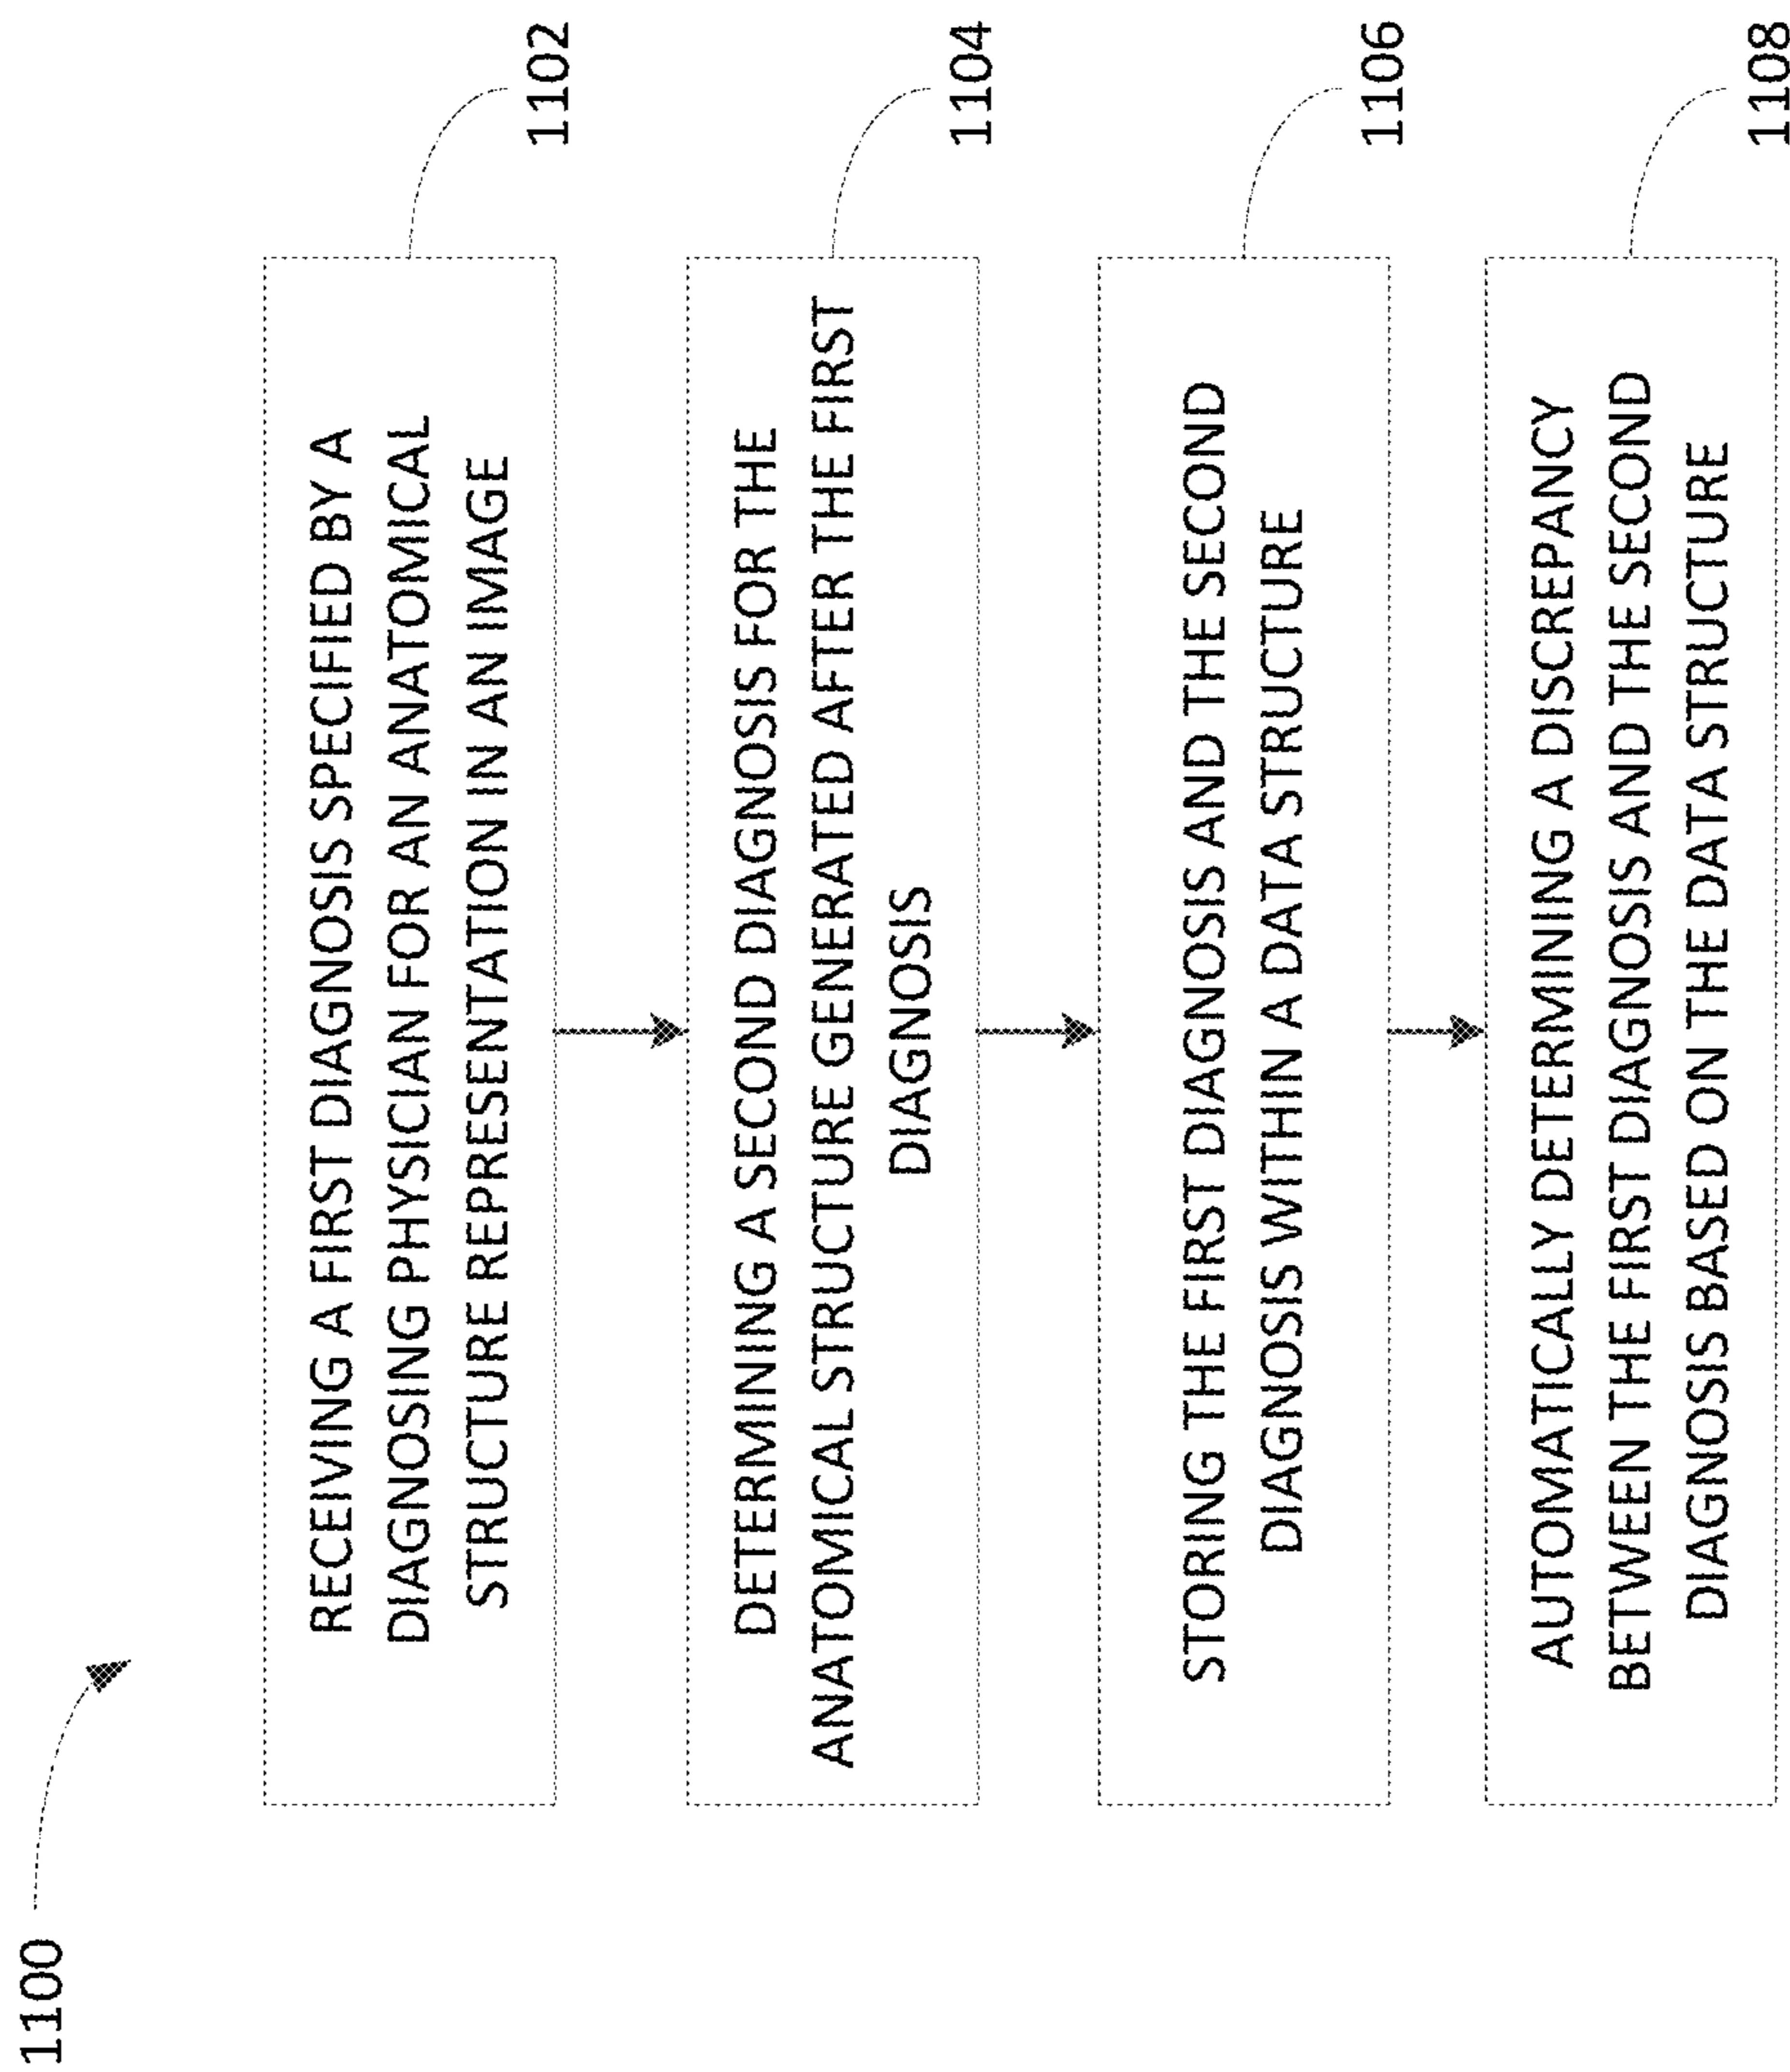 1100
RECEIVING A FIRST DIAGNOSIS SPECIFIED BY A
DIAGNOSING PHYSICIAN FOR AN ANATOMICAL
STRUCTURE REPRESENTATION IN AN IMAGE
1102
DETERMINING A SECOND DIAGNOSIS FOR THE
ANATOMICAL STRUCTURE GENERATED AFTER THE FIRST
DIAGNOSIS
1104
STORING THE FIRST DIAGNOSIS AND THE SECOND
DIAGNOSIS WITHIN A DATA STRUCTURE
1106
AUTOMATICALLY DETERMINING A DISCREPANCY
BETWEEN THE FIRST DIAGNOSIS AND THE SECOND
DIAGNOSIS BASED ON THE DATA STRUCTURE
1108